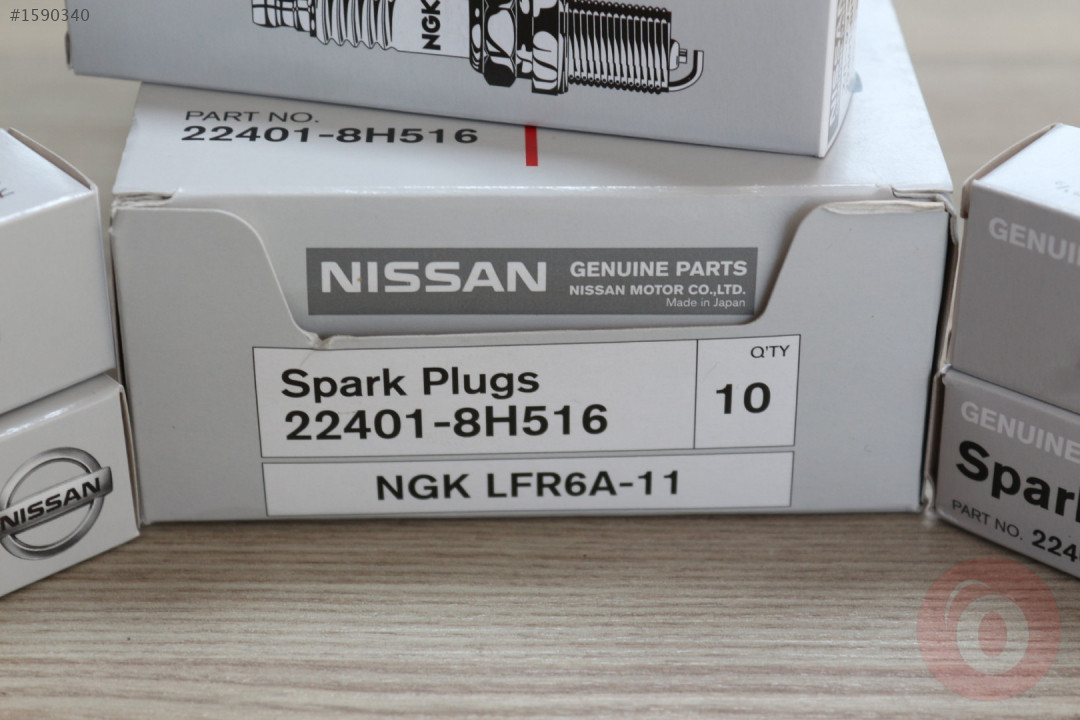 #1590340
NGK
PART NO.
22401-8H516
NISSAN
GENUINE PARTS
NISSAN MOTOR CO.,LTD.
Made in Japan
Spark Plugs
22401-8H516
Q'TY
10
NGK LFR6A-11
NISSAN
GENUI
GENUINE
Spar
PART NO. 224